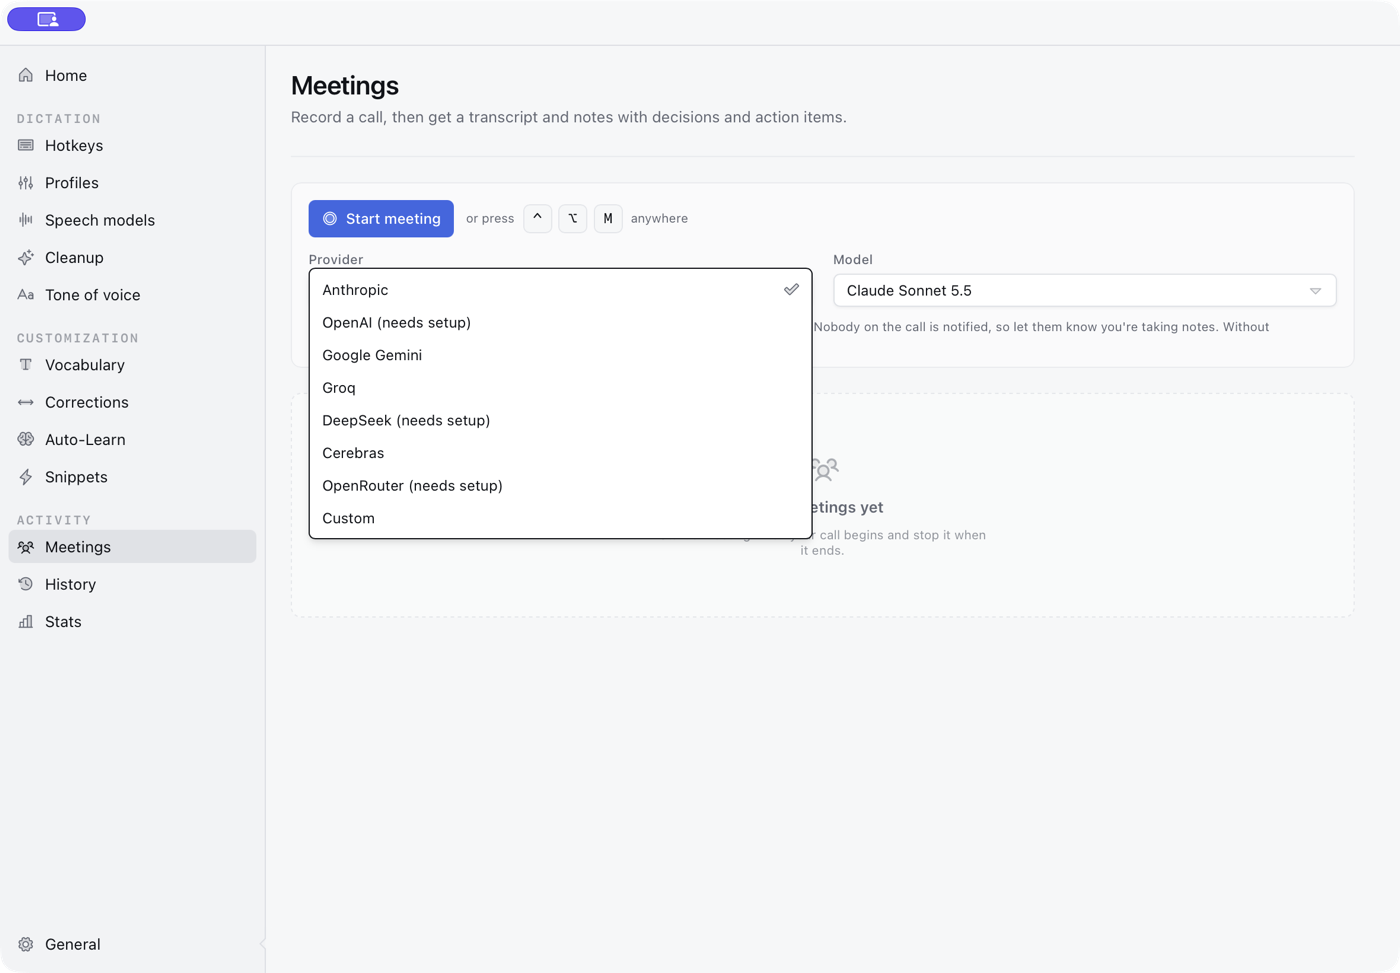 Home
DICTATION
Hotkeys
Profiles
Speech models
Cleanup
Aa Tone of voice
CUSTOMIZATION
Vocabulary
Corrections
Auto-Learn
Snippets
ACTIVITY
Meetings
History
Stats
General
Meetings
Record a call, then get a transcript and notes with decisions and action items.
Start meeting or press ^ ⌥ M anywhere
Provider
Anthropic
OpenAI (needs setup)
Google Gemini
Groq
DeepSeek (needs setup)
Cerebras
OpenRouter (needs setup)
Custom
Model
Claude Sonnet 5.5
Nobody on the call is notified, so let them know you're taking notes. Without
etings yet
call begins and stop it when
it ends.